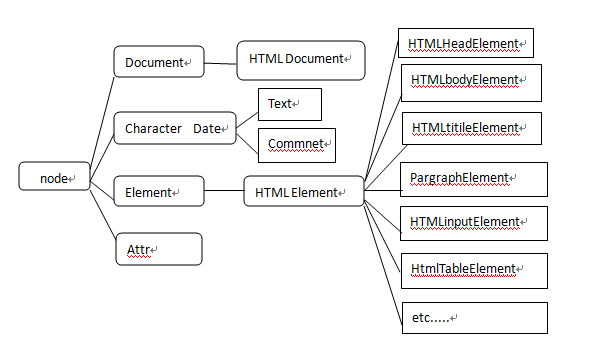 node
Document
HTML Document
Character Date
Text
Commnet
Element
HTML Element
Attr
HTMLHeadElement
HTMLbodyElement
HTMLtitileElement
PargraphElement
HTMLinputElement
HtmlTableElement
etc.....